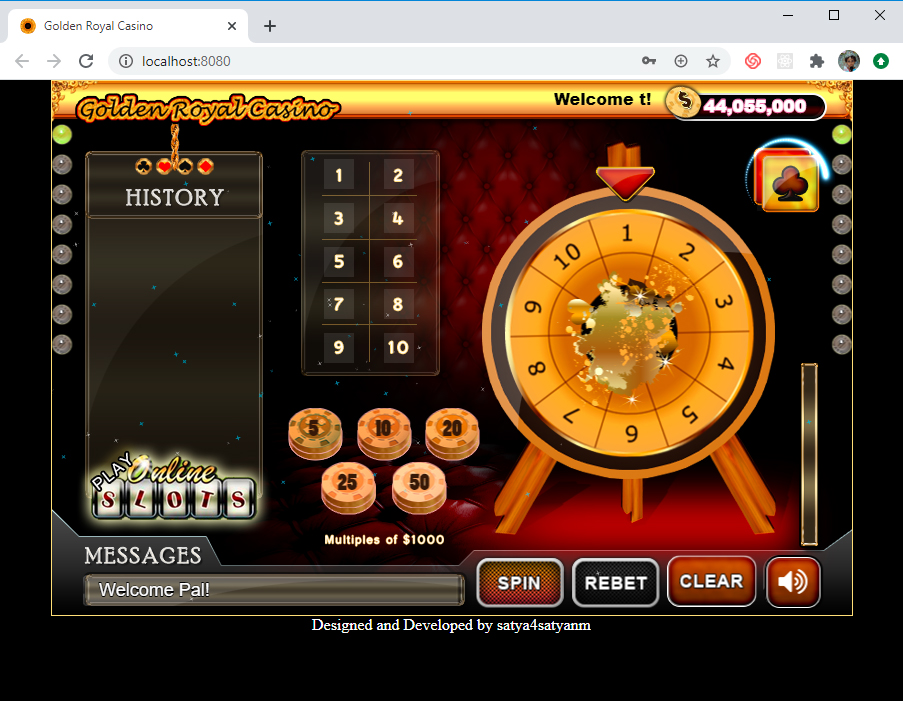 Golden Royal Casino
localhost:8080
Golden Royal Casino
Welcome t!
$ 44,055,000
HISTORY
1 2
3 4
5 6
7 8
9 10
1
2
3
4
5
6
7
8
9
10
5 10 20
25 50
Multiples of $1000
PLAY Online
SLOTS
MESSAGES
Welcome Pal!
SPIN REBET CLEAR
Designed and Developed by satya4satyanm